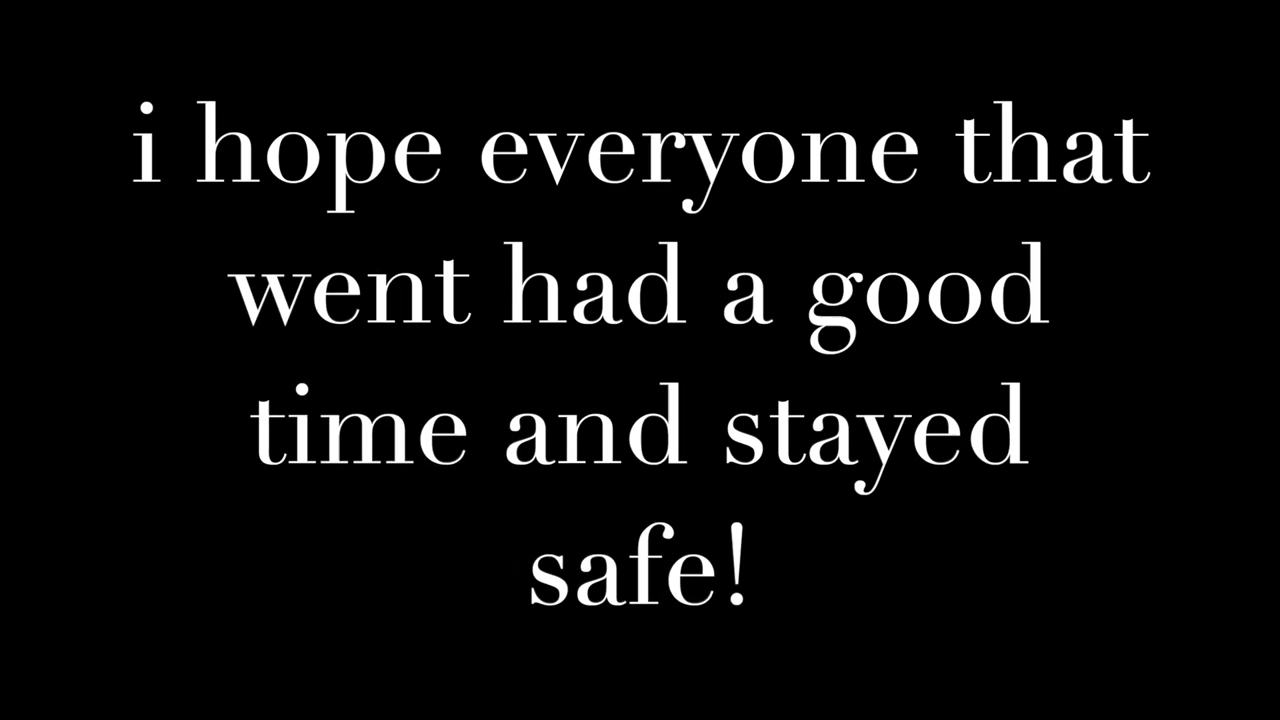 i hope everyone that
went had a good
time and stayed
safe!